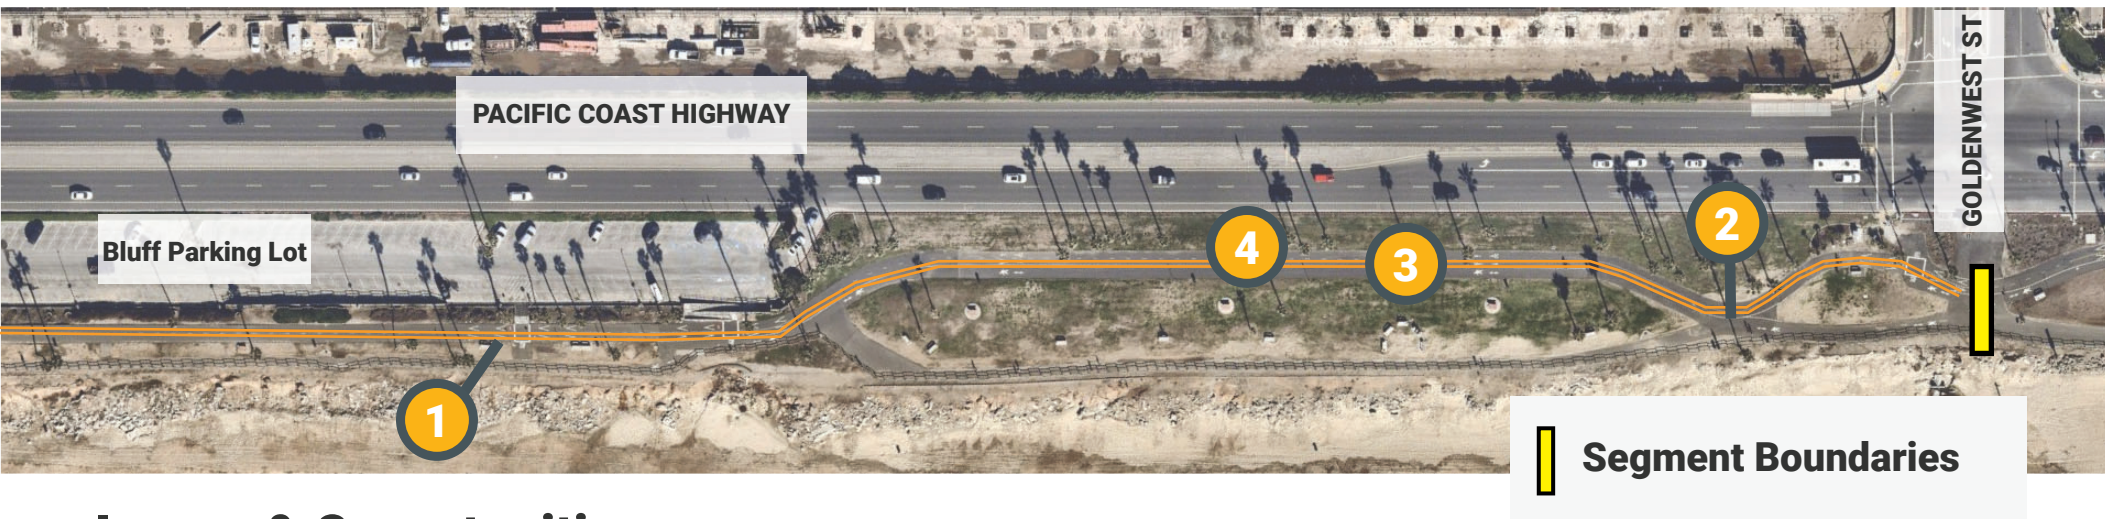 PACIFIC COAST HIGHWAY
GOLDENWEST ST
Bluff Parking Lot
2
4
3
1
Segment Boundaries